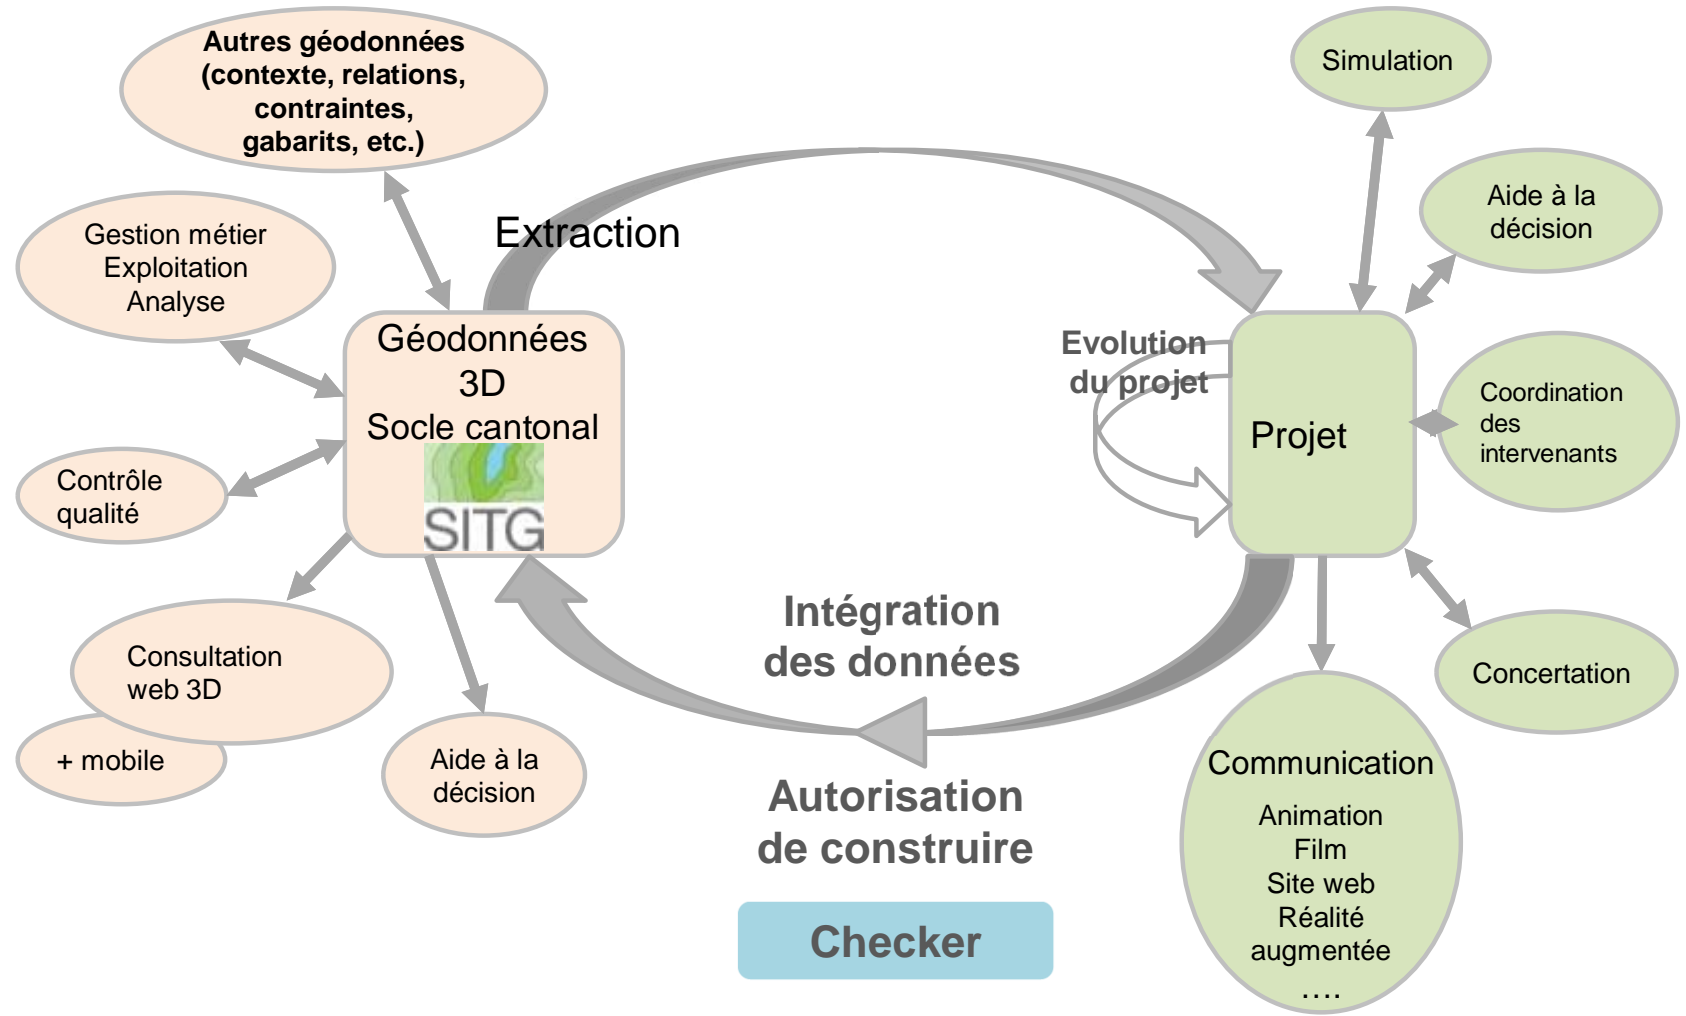 Autres géodonnées
(contexte, relations,
contraintes,
gabarits, etc.)
Simulation
Aide à la
décision
Gestion métier
Exploitation
Analyse
Extraction
Géodonnées
3D
Socle cantonal
SITG
Evolution
du projet
Projet
Coordination
des
intervenants
Contrôle
qualité
Intégration
des données
Consultation
web 3D
+ mobile
Aide à la
décision
Concertation
Autorisation
de construire
Checker
Communication
Animation
Film
Site web
Réalité
augmentée
….